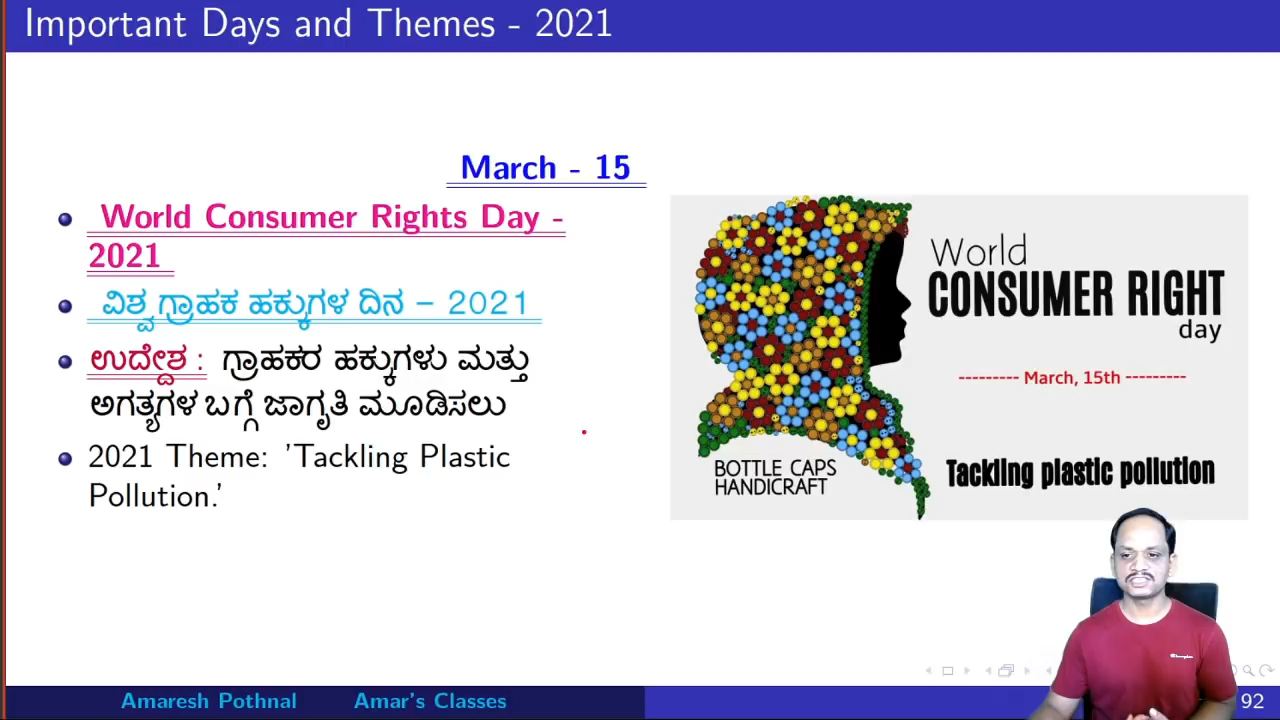 Important Days and Themes - 2021
March - 15
World Consumer Rights Day -
2021
ವಿಶ್ವ ಗ್ರಾಹಕ ಹಕ್ಕುಗಳ ದಿನ – 2021
ಉದ್ದೇಶ : ಗ್ರಾಹಕರ ಹಕ್ಕುಗಳು ಮತ್ತು
ಅಗತ್ಯಗಳ ಬಗ್ಗೆ ಜಾಗೃತಿ ಮೂಡಿಸಲು
2021 Theme: 'Tackling Plastic
Pollution.'
World
CONSUMER RIGHT
day
--------- March, 15th ---------
BOTTLE CAPS
HANDICRAFT
Tackling plastic pollution
Champion
Amaresh Pothnal Amar's Classes
92